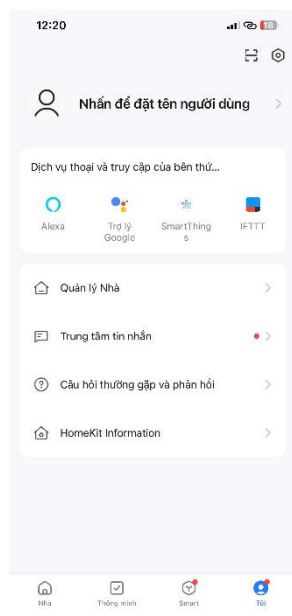 12:20
18
Nhấn để đặt tên người dùng
Dịch vụ thoại và truy cập của bên thứ...
Alexa
Trợ lý
Google
SmartThing
s
IFTTT
Quản lý Nhà
Trung tâm tin nhắn
Câu hỏi thường gặp và phản hồi
HomeKit Information
Nhà
Thông minh
Smart
Tôi